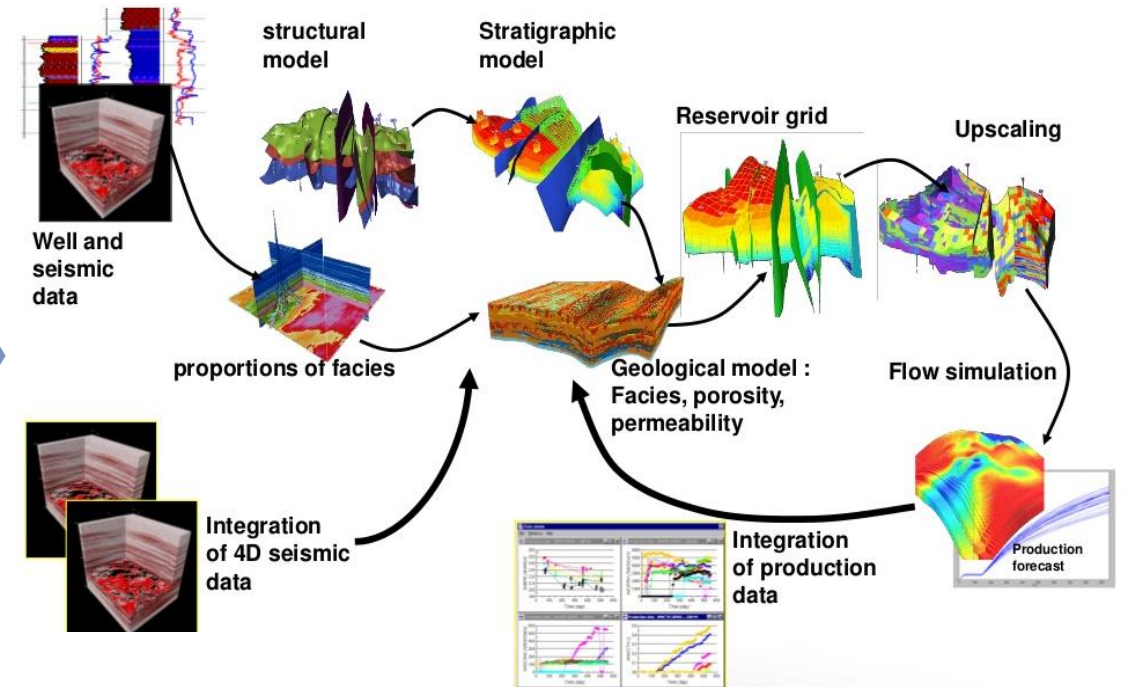 structural
model
Stratigraphic
model
Reservoir grid
Upscaling
Well and
seismic
data
proportions of facies
Geological model :
Facies, porosity,
permeability
Flow simulation
Integration
of 4D seismic
data
Integration
of production
data
Production
forecast